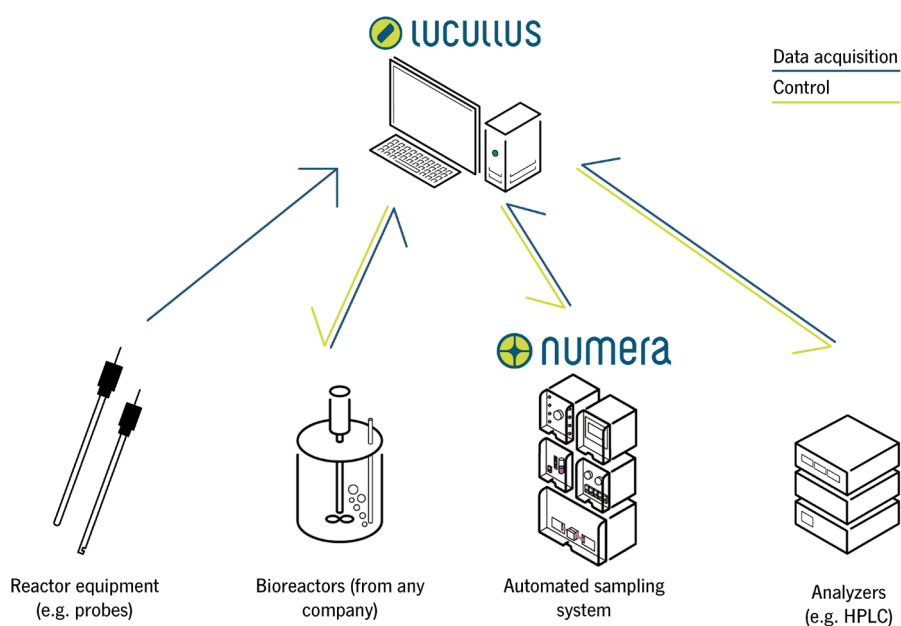 LUCULLUS
Data acquisition
Control
numera
Reactor equipment
(e.g. probes)
Bioreactors (from any
company)
Automated sampling
system
Analyzers
(e.g. HPLC)